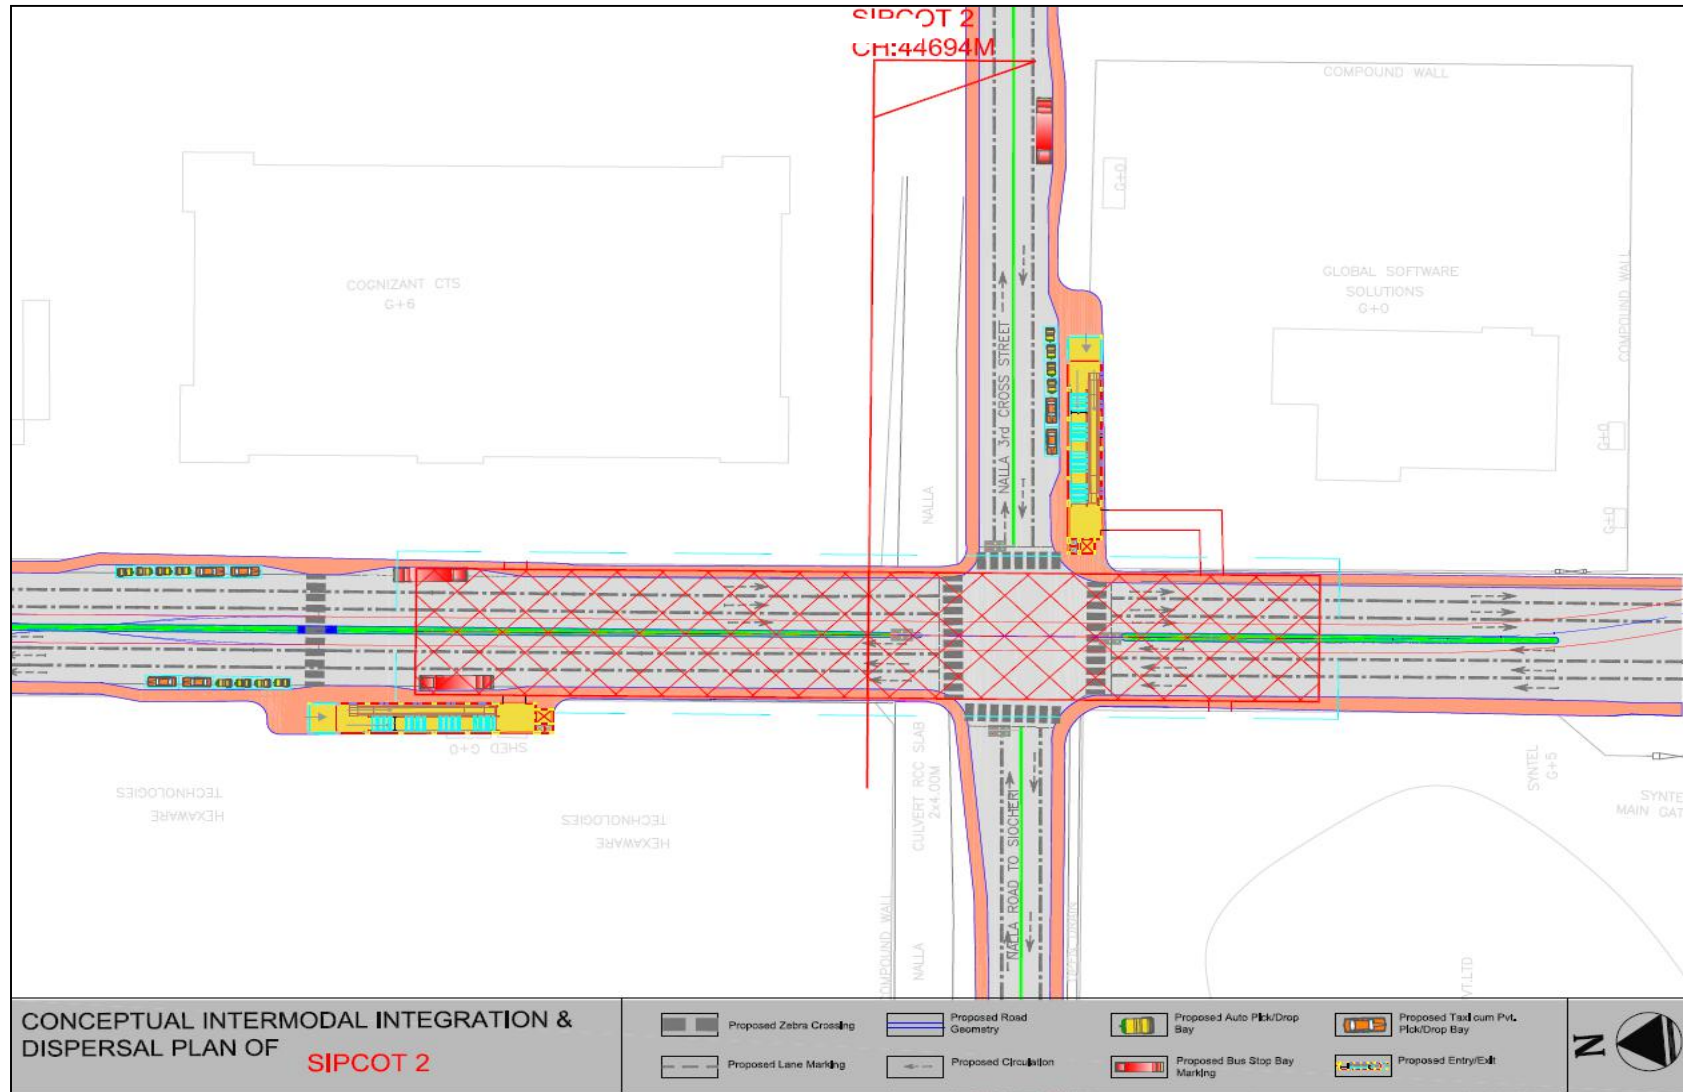 SIPCOT 2
CH:44694M
COMPOUND WALL
G+0
COMPOUND WALL
COGNIZANT CTS
G+6
GLOBAL SOFTWARE
SOLUTIONS
G+0
NALLA 3rd CROSS STREET
G+0
NALLA
G+0
SHED G+0
HEXAWARE
TECHNOLOGIES
HEXAWARE
TECHNOLOGIES
CULVERT RCC SLAB
2x4.00M
NALLA ROAD TO SIOCHERI
SYNTEL
G+5
SYNTE
MAIN GAT
COMPOUND WALL
NALLA
VT.LTD
CONCEPTUAL INTERMODAL INTEGRATION &
DISPERSAL PLAN OF
SIPCOT 2
Proposed Zebra Crossing
Proposed Lane Marking
Proposed Road
Geometry
Proposed Circulation
Proposed Auto Pick/Drop
Bay
Proposed Bus Stop Bay
Marking
Proposed Taxi cum Pvt.
Pick/Drop Bay
Proposed Entry/Exit
N